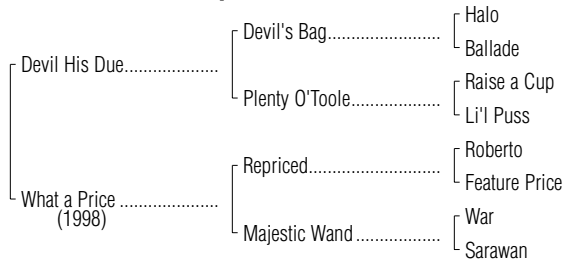 Halo
Devil's Bag.....................
Ballade
Devil His Due...................
Raise a Cup
Plenty O'Toole.................
Li'l Puss
Roberto
Repriced.........................
Feature Price
What a Price ....................
(1998)
War
Majestic Wand .................
Sarawan